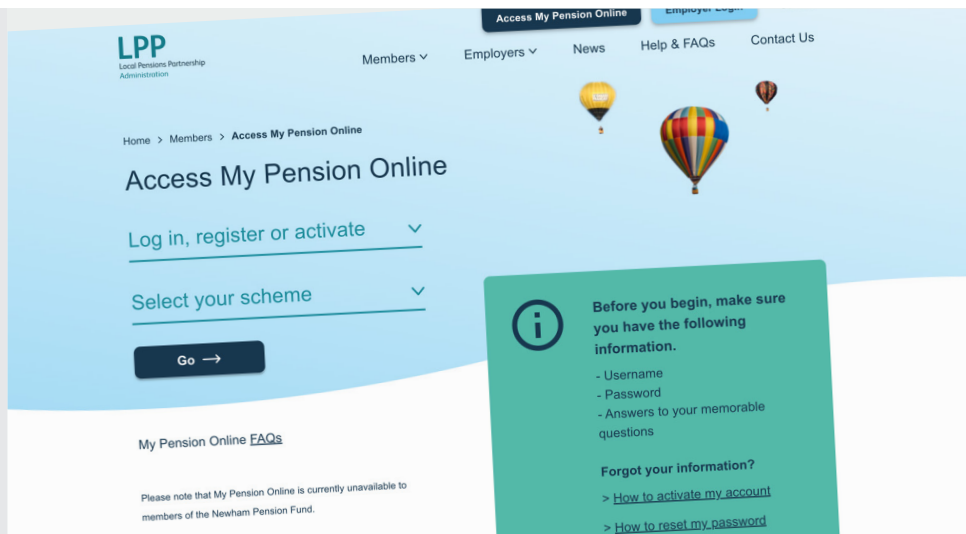 Access My Pension Online
Employer Login
LPP
Local Pensions Partnership
Administration
Members
Employers
News
Help & FAQs
Contact Us
LPP
Home > Members > Access My Pension Online
Access My Pension Online
Log in, register or activate
Select your scheme
Go →
Before you begin, make sure
you have the following
information.
- Username
- Password
- Answers to your memorable
questions
Forgot your information?
> How to activate my account
> How to reset my password
My Pension Online FAQs
Please note that My Pension Online is currently unavailable to
members of the Newham Pension Fund.